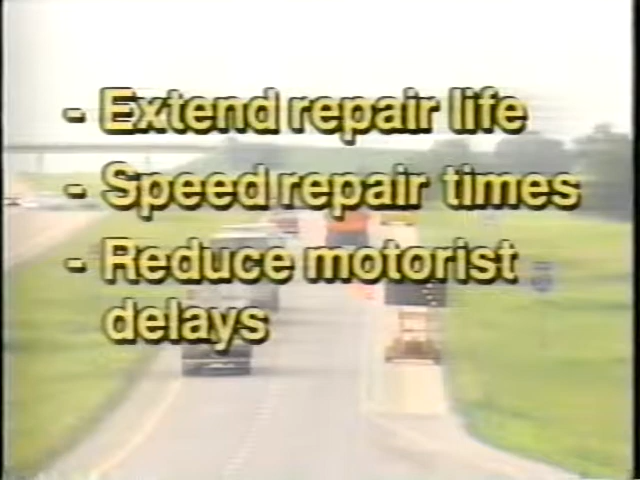 - Extend repair life
- Speed repair times
- Reduce motorist
delays